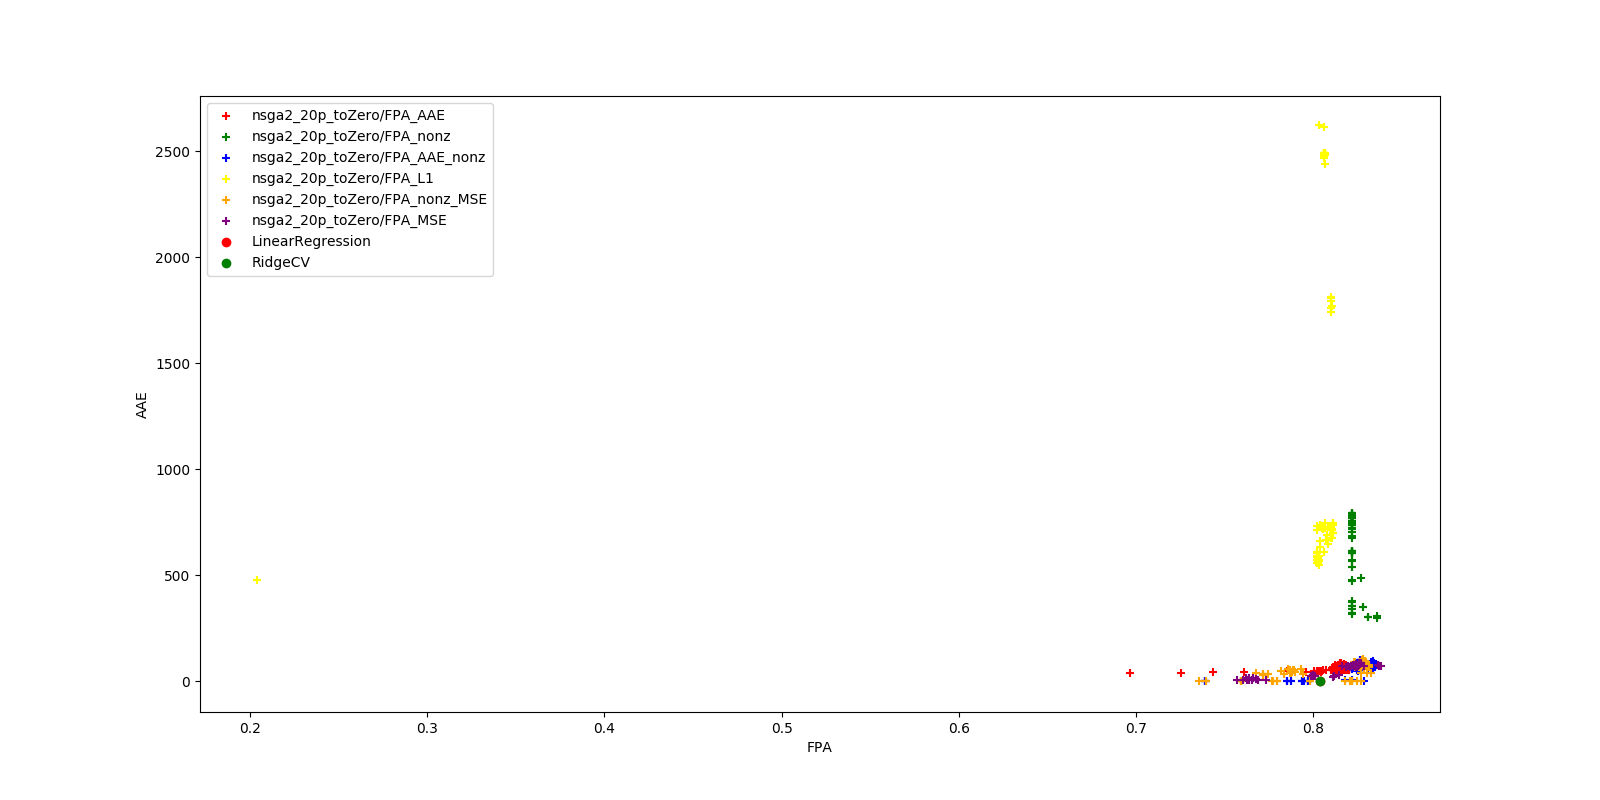 nsga2_20p_toZero/FPA_AAE
nsga2_20p_toZero/FPA_nonz
nsga2_20p_toZero/FPA_AAE_nonz
nsga2_20p_toZero/FPA_L1
nsga2_20p_toZero/FPA_nonz_MSE
nsga2_20p_toZero/FPA_MSE
LinearRegression
RidgeCV
2500
2000
1500
1000
500
0
AAE
0.2 0.3 0.4 0.5 0.6 0.7 0.8
FPA